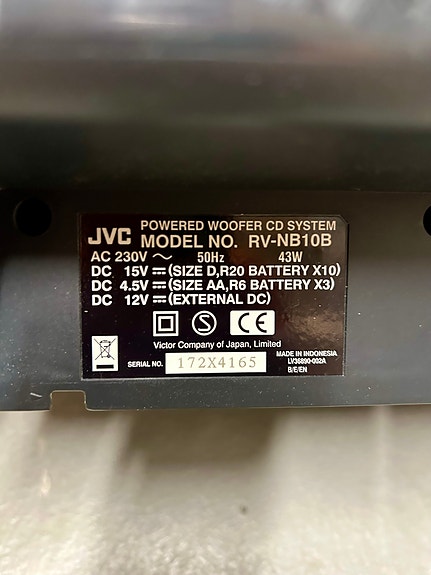 POWERED WOOFER CD SYSTEM
JVC MODEL NO. RV-NB10B
AC 230V ～ 50Hz 43W
DC 15V ⎓ (SIZE D,R20 BATTERY X10)
DC 4.5V ⎓ (SIZE AA,R6 BATTERY X3)
DC 12V ⎓ (EXTERNAL DC)
S CE
Victor Company of Japan, Limited
SERIAL NO. 172X4165
MADE IN INDONESIA
LV36890-002A
B/E/EN